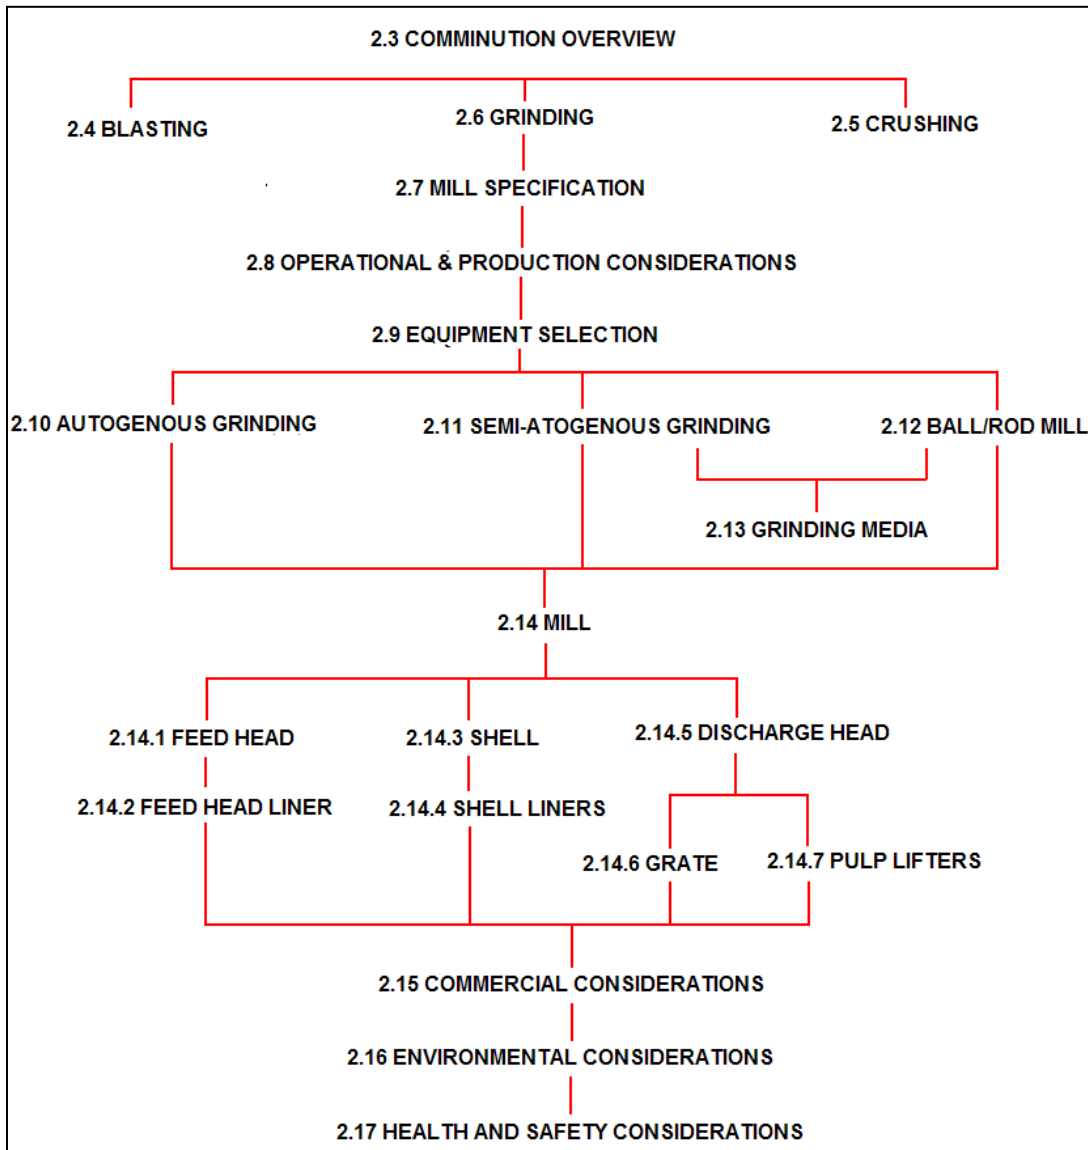 2.3 COMMINUTION OVERVIEW
2.4 BLASTING
2.6 GRINDING
2.5 CRUSHING
2.7 MILL SPECIFICATION
2.8 OPERATIONAL & PRODUCTION CONSIDERATIONS
2.9 EQUIPMENT SELECTION
2.10 AUTOGENOUS GRINDING
2.11 SEMI-ATOGENOUS GRINDING
2.12 BALL/ROD MILL
2.13 GRINDING MEDIA
2.14 MILL
2.14.1 FEED HEAD
2.14.3 SHELL
2.14.5 DISCHARGE HEAD
2.14.2 FEED HEAD LINER
2.14.4 SHELL LINERS
2.14.6 GRATE
2.14.7 PULP LIFTERS
2.15 COMMERCIAL CONSIDERATIONS
2.16 ENVIRONMENTAL CONSIDERATIONS
2.17 HEALTH AND SAFETY CONSIDERATIONS